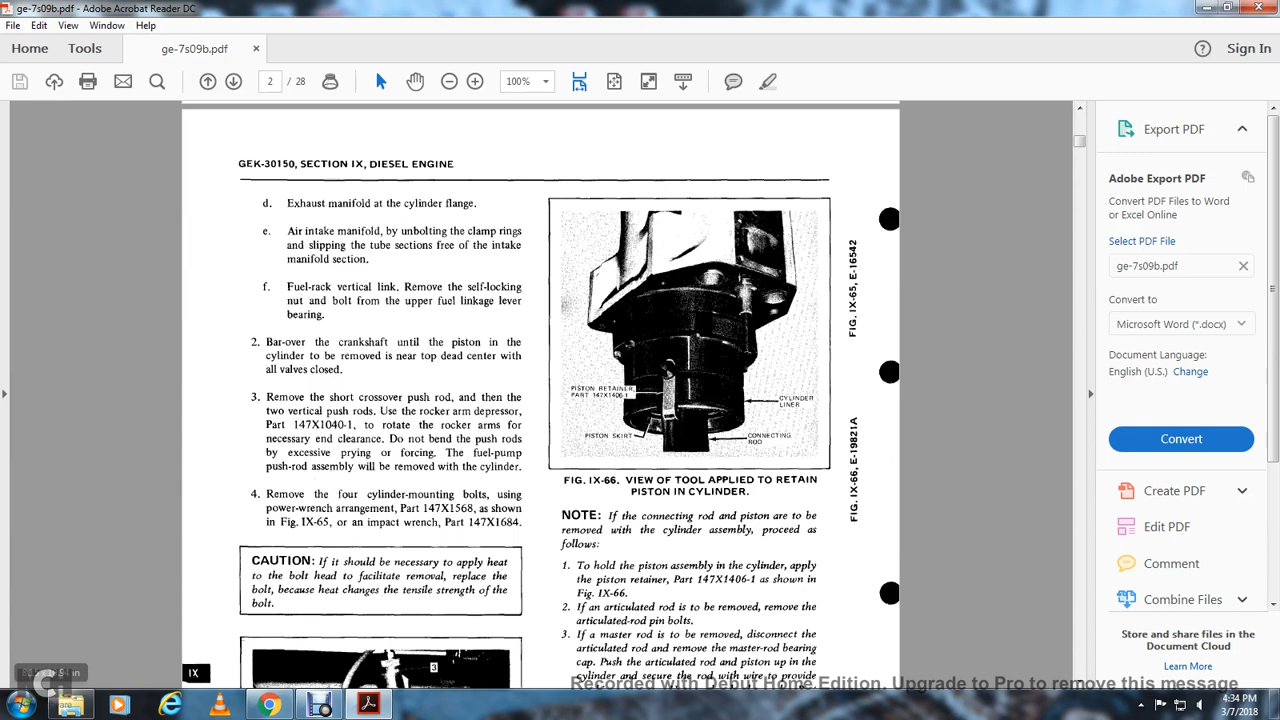 ge-7s09b.pdf - Adobe Acrobat Reader DC
File Edit View Window Help
Home Tools ge-7s09b.pdf × ? Sign In
2 / 28 100%
GEK-30150, SECTION IX, DIESEL ENGINE
d. Exhaust manifold at the cylinder flange.
e. Air intake manifold, by unbolting the clamp rings
and slipping the tube sections free of the intake
manifold section.
f. Fuel-rack vertical link. Remove the self-locking
nut and bolt from the upper fuel linkage lever
bearing.
2. Bar-over the crankshaft until the piston in the
cylinder to be removed is near top dead center with
all valves closed.
3. Remove the short crossover push rod, and then the
two vertical push rods. Use the rocker arm depressor,
Part 147X1040-1, to rotate the rocker arms for
necessary end clearance. Do not bend the push rods
by excessive prying or forcing. The fuel-pump
push-rod assembly will be removed with the cylinder.
4. Remove the four cylinder-mounting bolts, using
power-wrench arrangement, Part 147X1568, as shown
in Fig. IX-65, or an impact wrench, Part 147X1684.
CAUTION: If it should be necessary to apply heat
to the bolt head to facilitate removal, replace the
bolt, because heat changes the tensile strength of the
bolt.
3
IX
PISTON RETAINER,
PART 147X1406-1
PISTON SKIRT
CYLINDER
LINER
CONNECTING
ROD
FIG. IX-66. VIEW OF TOOL APPLIED TO RETAIN
PISTON IN CYLINDER.
NOTE: If the connecting rod and piston are to be
removed with the cylinder assembly, proceed as
follows:
1. To hold the piston assembly in the cylinder, apply
the piston retainer, Part 147X1406-1 as shown in
Fig. IX-66.
2. If an articulated rod is to be removed, remove the
articulated-rod pin bolts.
3. If a master rod is to be removed, disconnect the
articulated rod and remove the master-rod bearing
cap. Push the articulated rod and piston up in the
cylinder and secure the rod with wire to provide
FIG. IX-65, E-16542
FIG. IX-66, E-19821A
Export PDF
Adobe Export PDF
Convert PDF Files to Word
or Excel Online
Select PDF File
ge-7s09b.pdf
Convert to
Microsoft Word (*.docx)
Document Language:
English (U.S.) Change
Convert
Create PDF
Edit PDF
Comment
Combine Files
Store and share files in the
Document Cloud
Learn More
Recorded with Debut Home Edition. Upgrade to Pro to remove this message
4:34 PM
3/7/2018